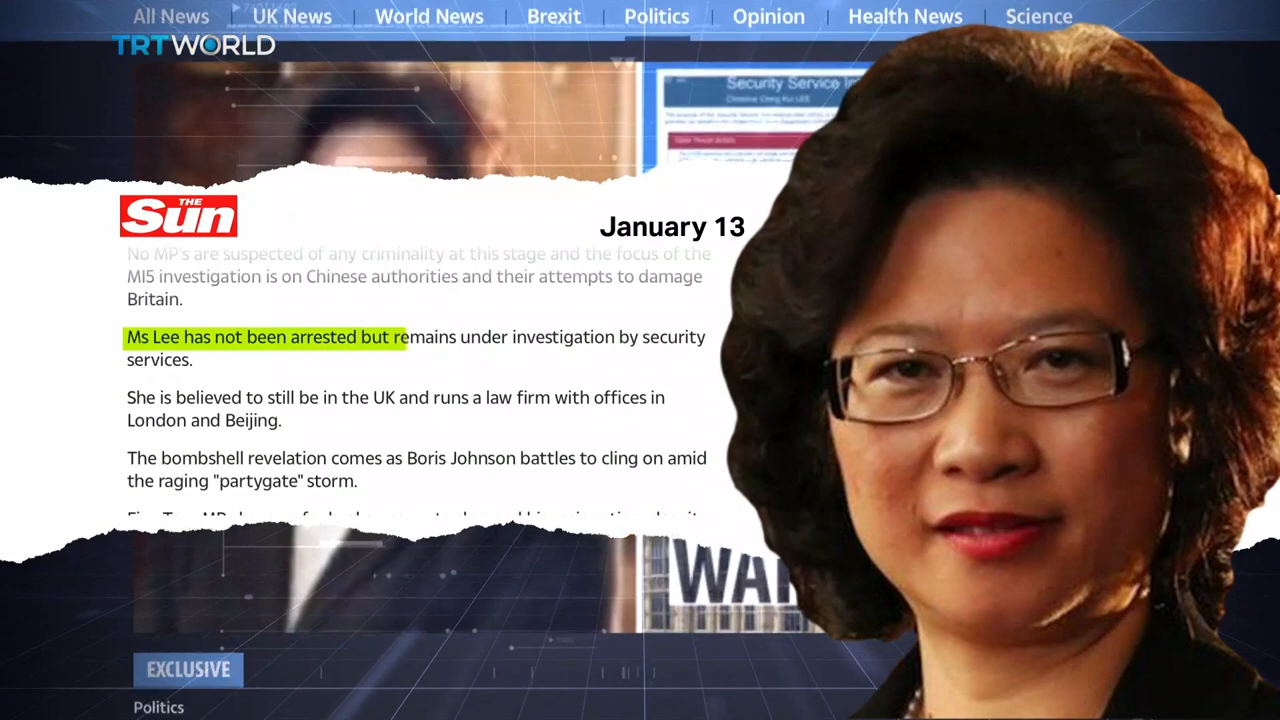 All News UK News World News Brexit Politics Opinion Health News Science
TRTWORLD
Security Service In
Christine Ching Kui LEE
THE
Sun
January 13
No MP's are suspected of any criminality at this stage and the focus of the
MI5 investigation is on Chinese authorities and their attempts to damage
Britain.
Ms Lee has not been arrested but remains under investigation by security
services.
She is believed to still be in the UK and runs a law firm with offices in
London and Beijing.
The bombshell revelation comes as Boris Johnson battles to cling on amid
the raging "partygate" storm.
WAR
EXCLUSIVE
Politics